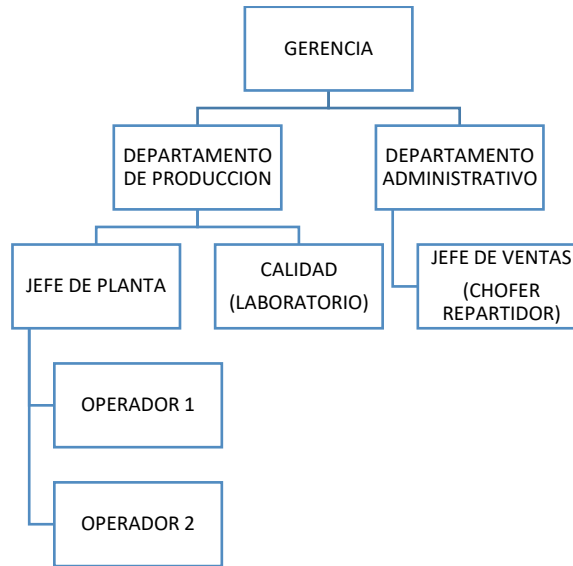 GERENCIA
DEPARTAMENTO
DE PRODUCCION
DEPARTAMENTO
ADMINISTRATIVO
JEFE DE PLANTA
CALIDAD
(LABORATORIO)
JEFE DE VENTAS
(CHOFER
REPARTIDOR)
OPERADOR 1
OPERADOR 2